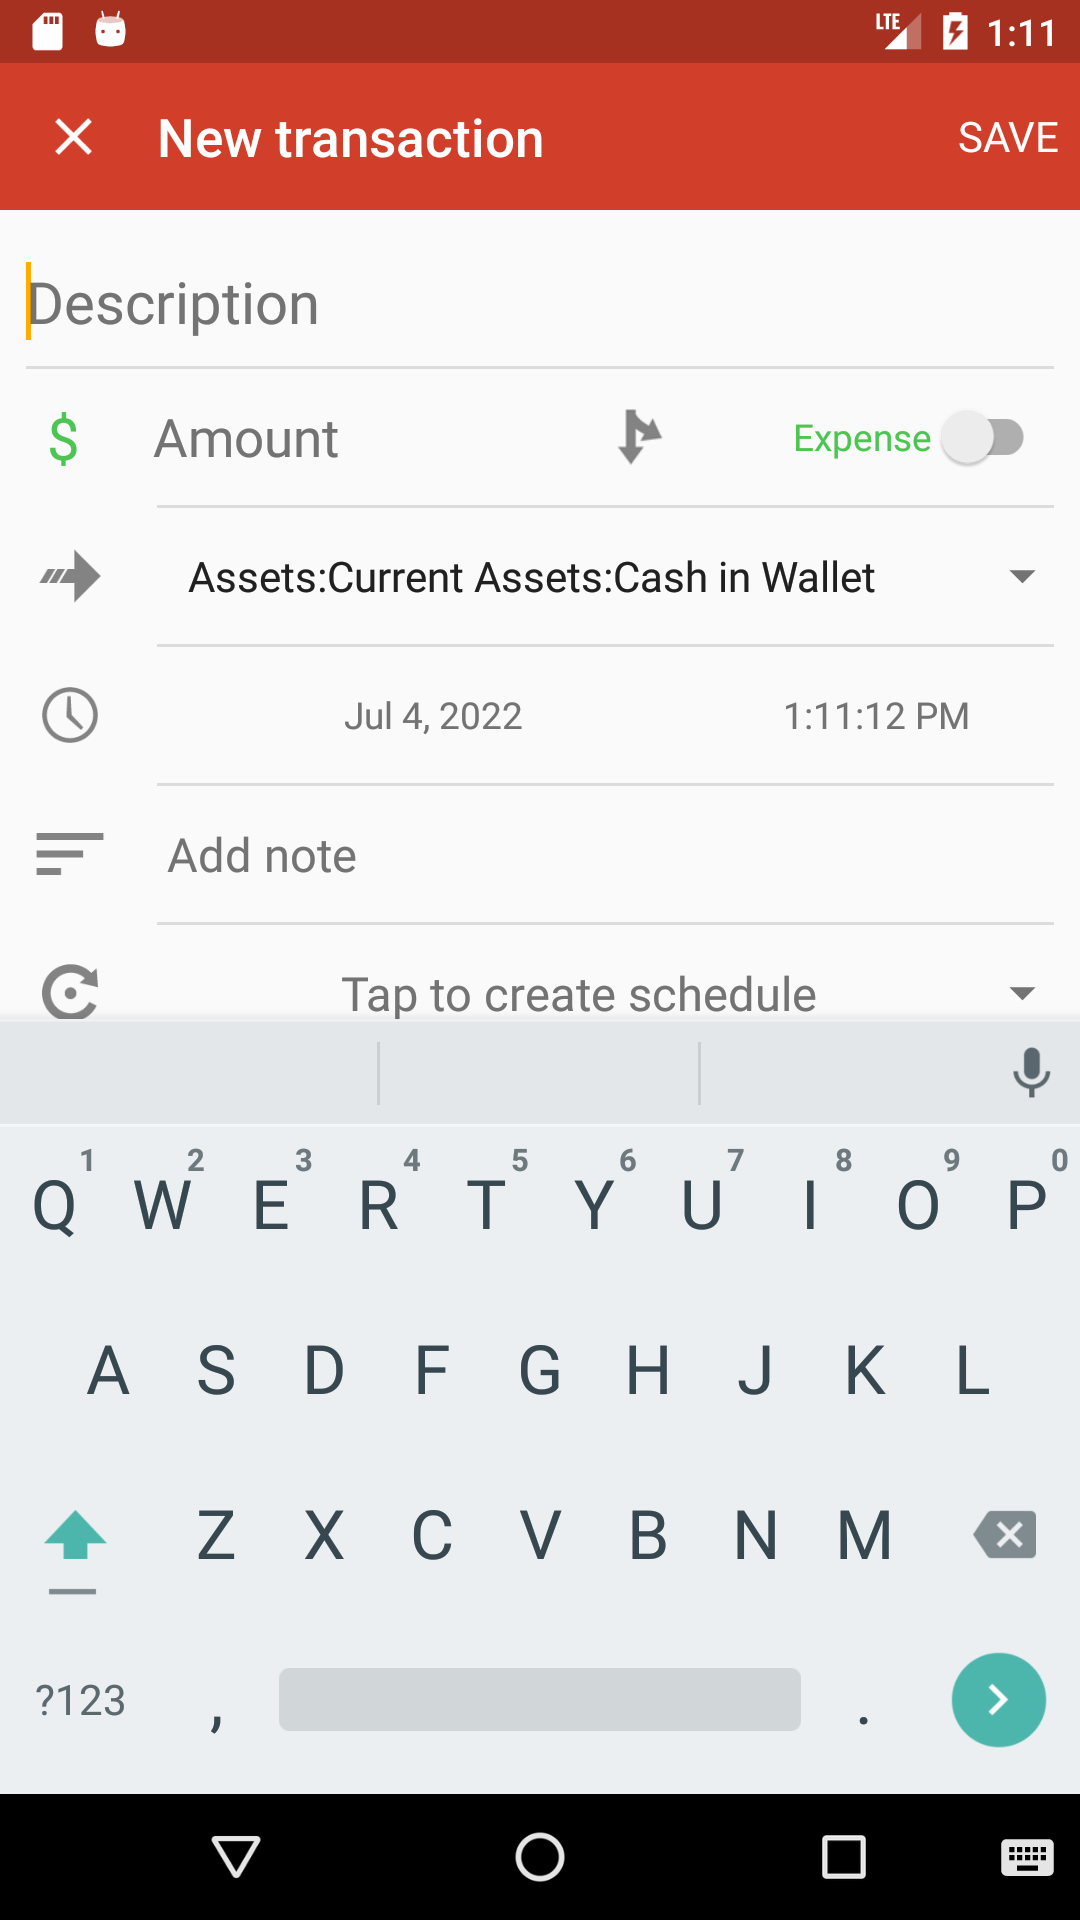 LTE 1:11
New transaction SAVE
Description
$ Amount Expense
Assets:Current Assets:Cash in Wallet
Jul 4, 2022 1:11:12 PM
Add note
Tap to create schedule
1 2 3 4 5 6 7 8 9 0
Q W E R T Y U I O P
A S D F G H J K L
Z X C V B N M
?123 , .